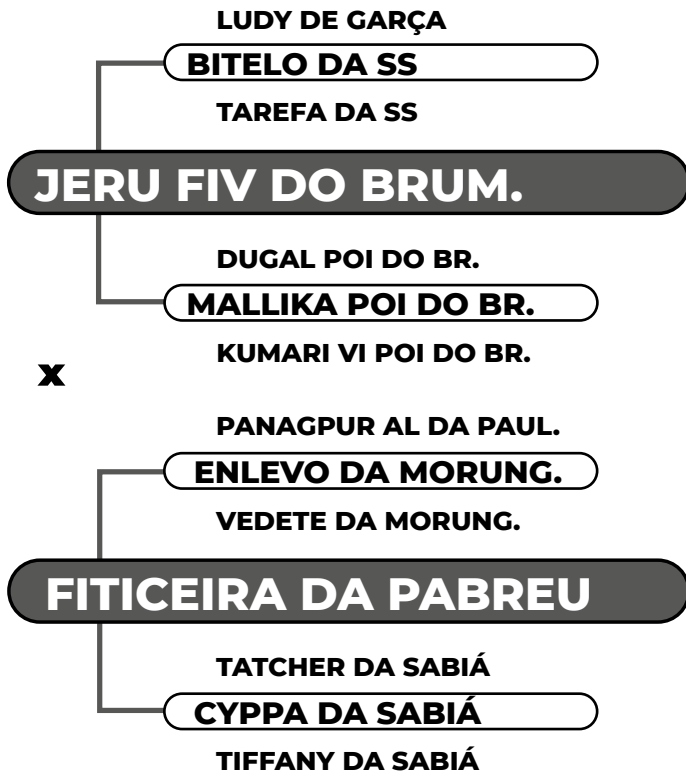 LUDY DE GARÇA
BITELO DA SS
TAREFA DA SS
JERU FIV DO BRUM.
DUGAL POI DO BR.
MALLIKA POI DO BR.
KUMARI VI POI DO BR.
X
PANAGPUR AL DA PAUL.
ENLEVO DA MORUNG.
VEDETE DA MORUNG.
FITICEIRA DA PABREU
TATCHER DA SABIÁ
CYPPA DA SABIÁ
TIFFANY DA SABIÁ